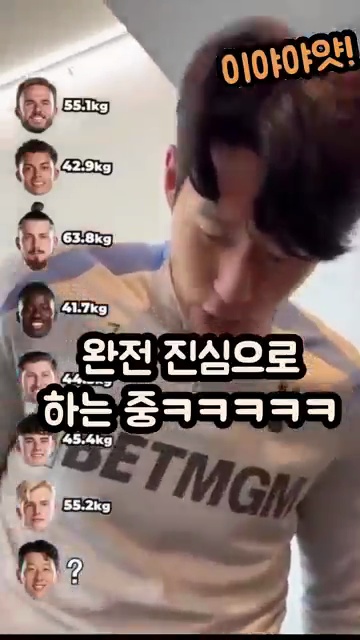 이야야얏!
55.1kg
42.9kg
63.8kg
41.7kg
완전 진심으로
하는 중ㅋㅋㅋㅋㅋ
45.4kg
BETMGM
55.2kg
?
7